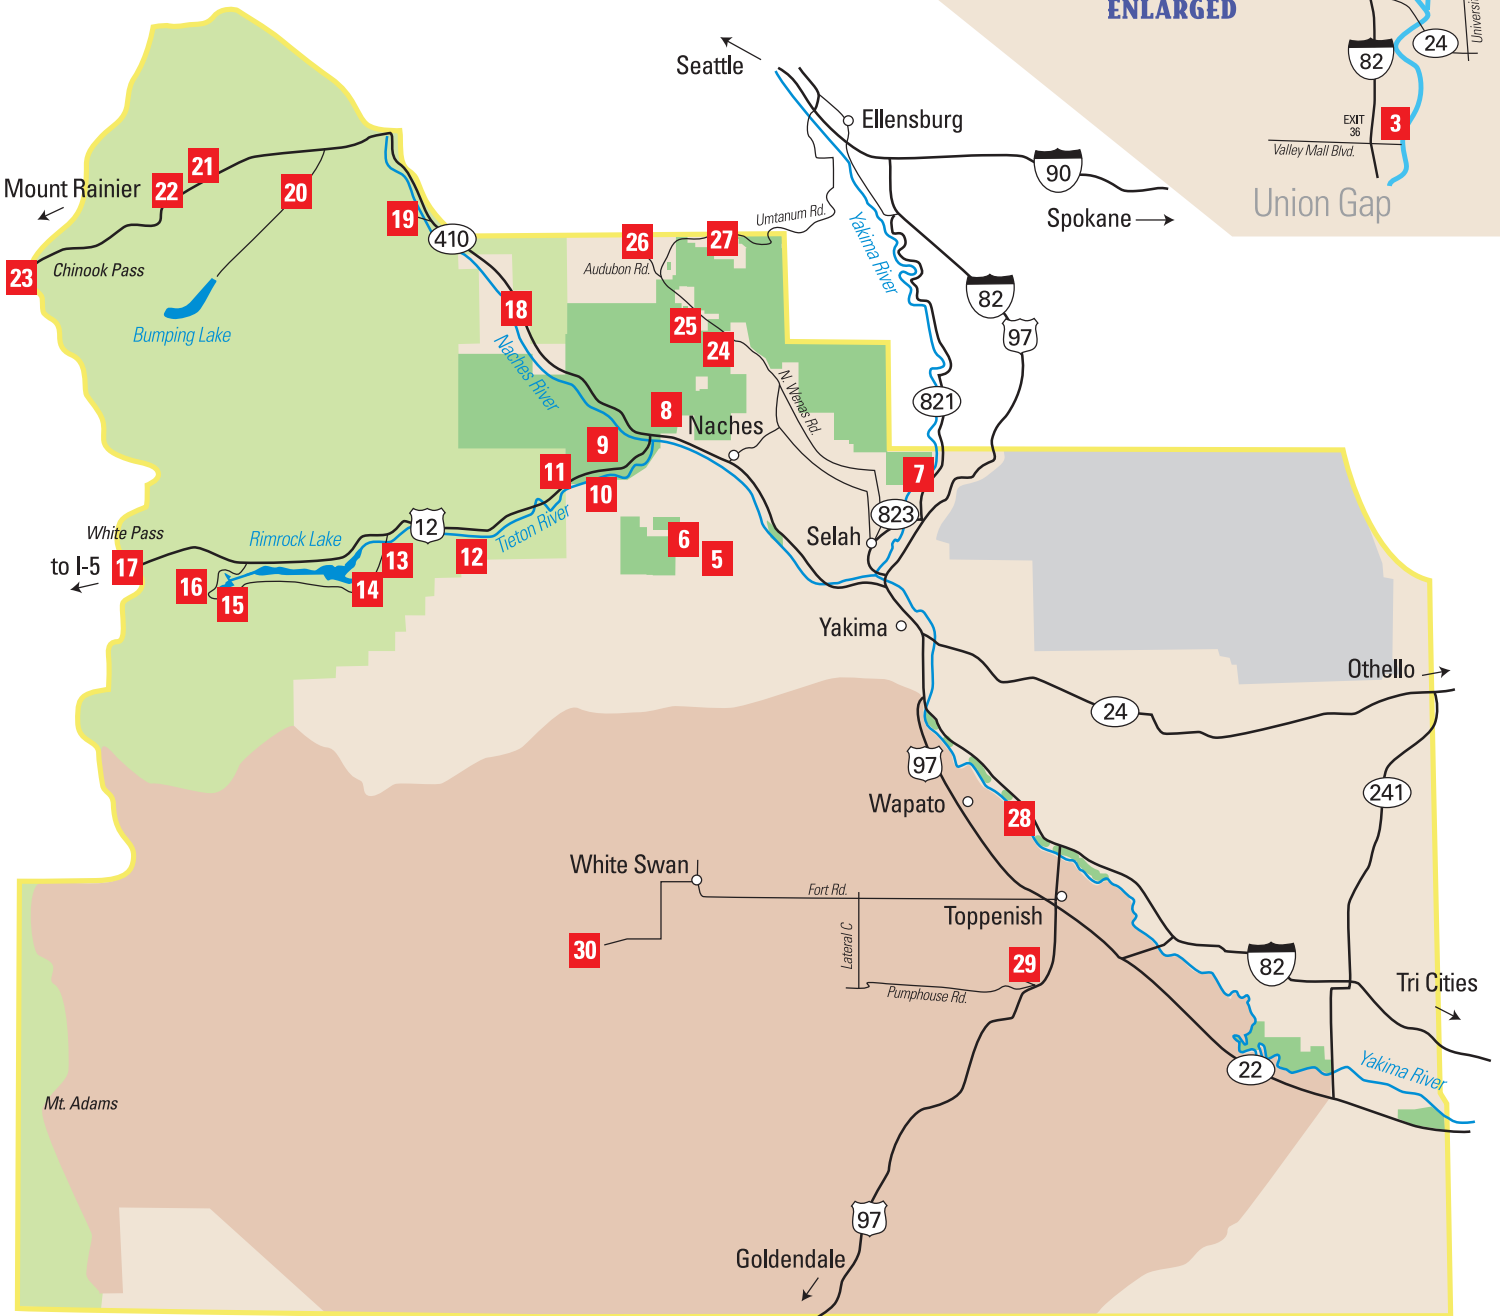 ENLARGED
Universi
24
82
EXIT
36
3
Valley Mall Blvd.
Union Gap
Seattle
Ellensburg
90
Spokane
Umtanum Rd.
Yakima River
82
97
21
22
20
Mount Rainier
19
410
23
Chinook Pass
Bumping Lake
26
27
Audubon Rd.
18
25
24
Naches River
N. Wenas Rd.
821
8
Naches
9
11
10
7
823
Selah
White Pass
Rimrock Lake
12
Tieton River
to I-5
17
13
12
6
5
16
15
14
Yakima
Othello
24
97
241
Wapato
28
White Swan
Fort Rd.
Toppenish
30
Lateral C
29
Pumphouse Rd.
82
Tri Cities
22
Yakima River
Mt. Adams
97
Goldendale